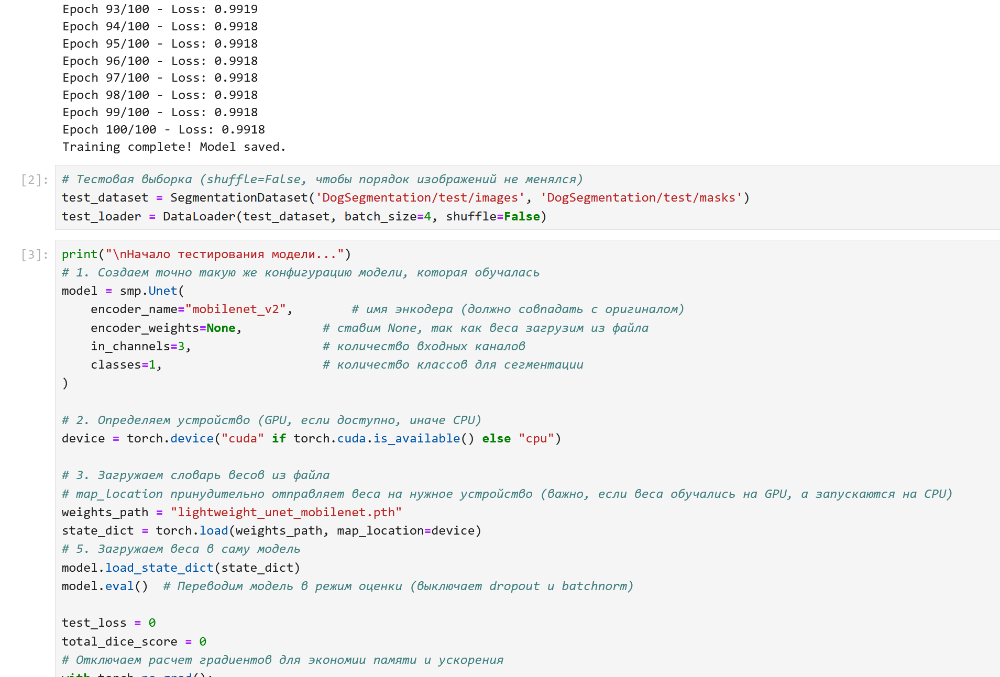 Epoch 93/100 - Loss: 0.9919
Epoch 94/100 - Loss: 0.9918
Epoch 95/100 - Loss: 0.9918
Epoch 96/100 - Loss: 0.9918
Epoch 97/100 - Loss: 0.9918
Epoch 98/100 - Loss: 0.9918
Epoch 99/100 - Loss: 0.9918
Epoch 100/100 - Loss: 0.9918
Training complete! Model saved.
[2]: # Тестовая выборка (shuffle=False, чтобы порядок изображений не менялся)
test_dataset = SegmentationDataset('DogSegmentation/test/images', 'DogSegmentation/test/masks')
test_loader = DataLoader(test_dataset, batch_size=4, shuffle=False)
[3]: print("\nНачало тестирования модели...")
# 1. Создаем точно такую же конфигурацию модели, которая обучалась
model = smp.Unet(
    encoder_name="mobilenet_v2",        # имя энкодера (должно совпадать с оригиналом)
    encoder_weights=None,           # ставим None, так как веса загрузим из файла
    in_channels=3,                  # количество входных каналов
    classes=1,                      # количество классов для сегментации
)
# 2. Определяем устройство (GPU, если доступно, иначе CPU)
device = torch.device("cuda" if torch.cuda.is_available() else "cpu")
# 3. Загружаем словарь весов из файла
# map_location принудительно отправляет веса на нужное устройство (важно, если веса обучались на GPU, а запускаются на CPU)
weights_path = "lightweight_unet_mobilenet.pth"
state_dict = torch.load(weights_path, map_location=device)
# 5. Загружаем веса в саму модель
model.load_state_dict(state_dict)
model.eval()  # Переводим модель в режим оценки (выключает dropout и batchnorm)
test_loss = 0
total_dice_score = 0
# Отключаем расчет градиентов для экономии памяти и ускорения
with torch.no_grad():